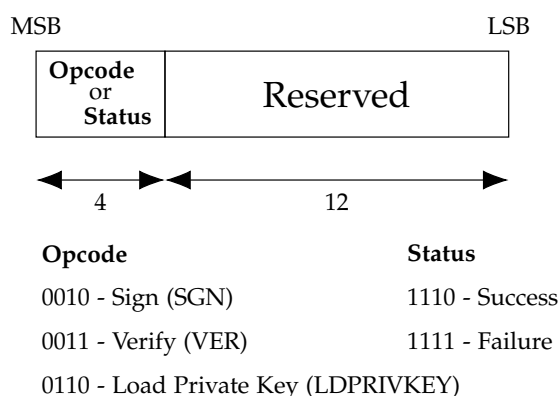 MSB LSB
Opcode
or
Status
Reserved
4 12
Opcode Status
0010 - Sign (SGN) 1110 - Success
0011 - Verify (VER) 1111 - Failure
0110 - Load Private Key (LDPRIVKEY)